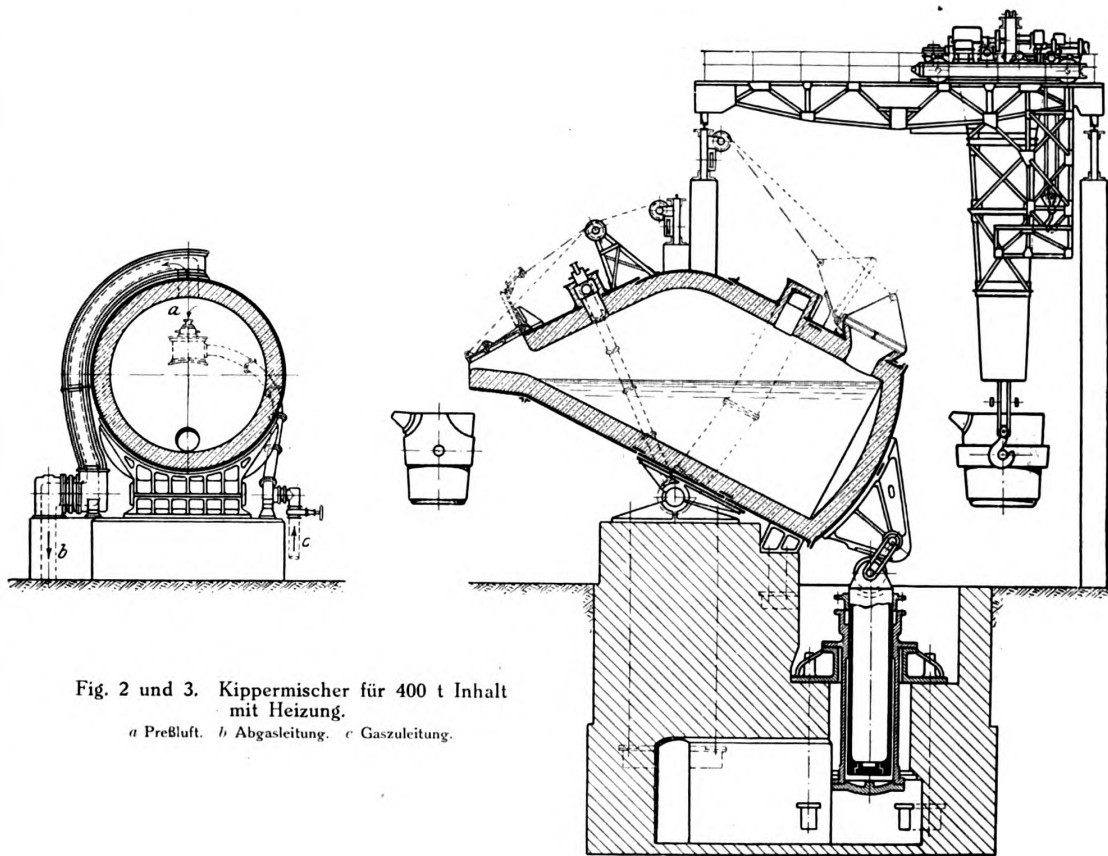 a
b
c
Fig. 2 und 3. Kippermischer für 400 t Inhalt
mit Heizung.
a Preßluft. b Abgasleitung. c Gaszuleitung.